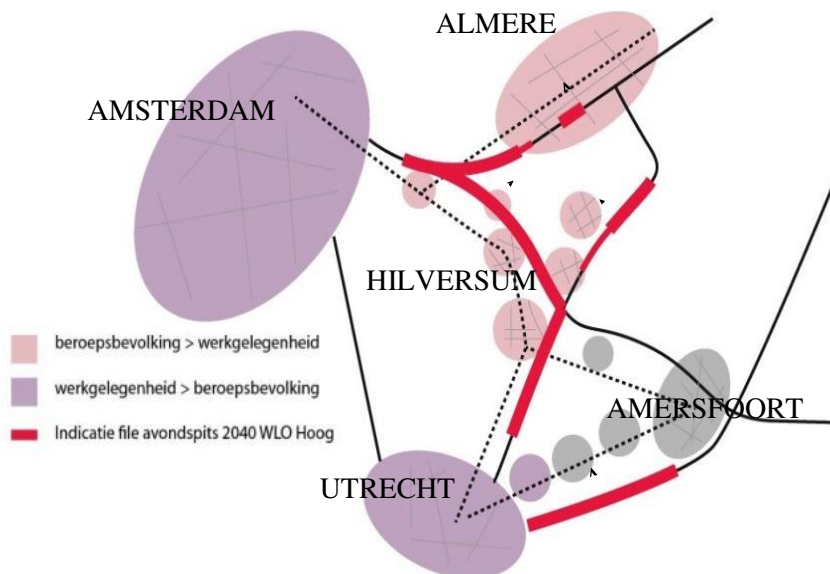 ALMERE
AMSTERDAM
HILVERSUM
beroepsbevolking > werkgelegenheid
werkgelegenheid > beroepsbevolking
Indicatie file avondspits 2040 WLO Hoog
AMERSFOORT
UTRECHT